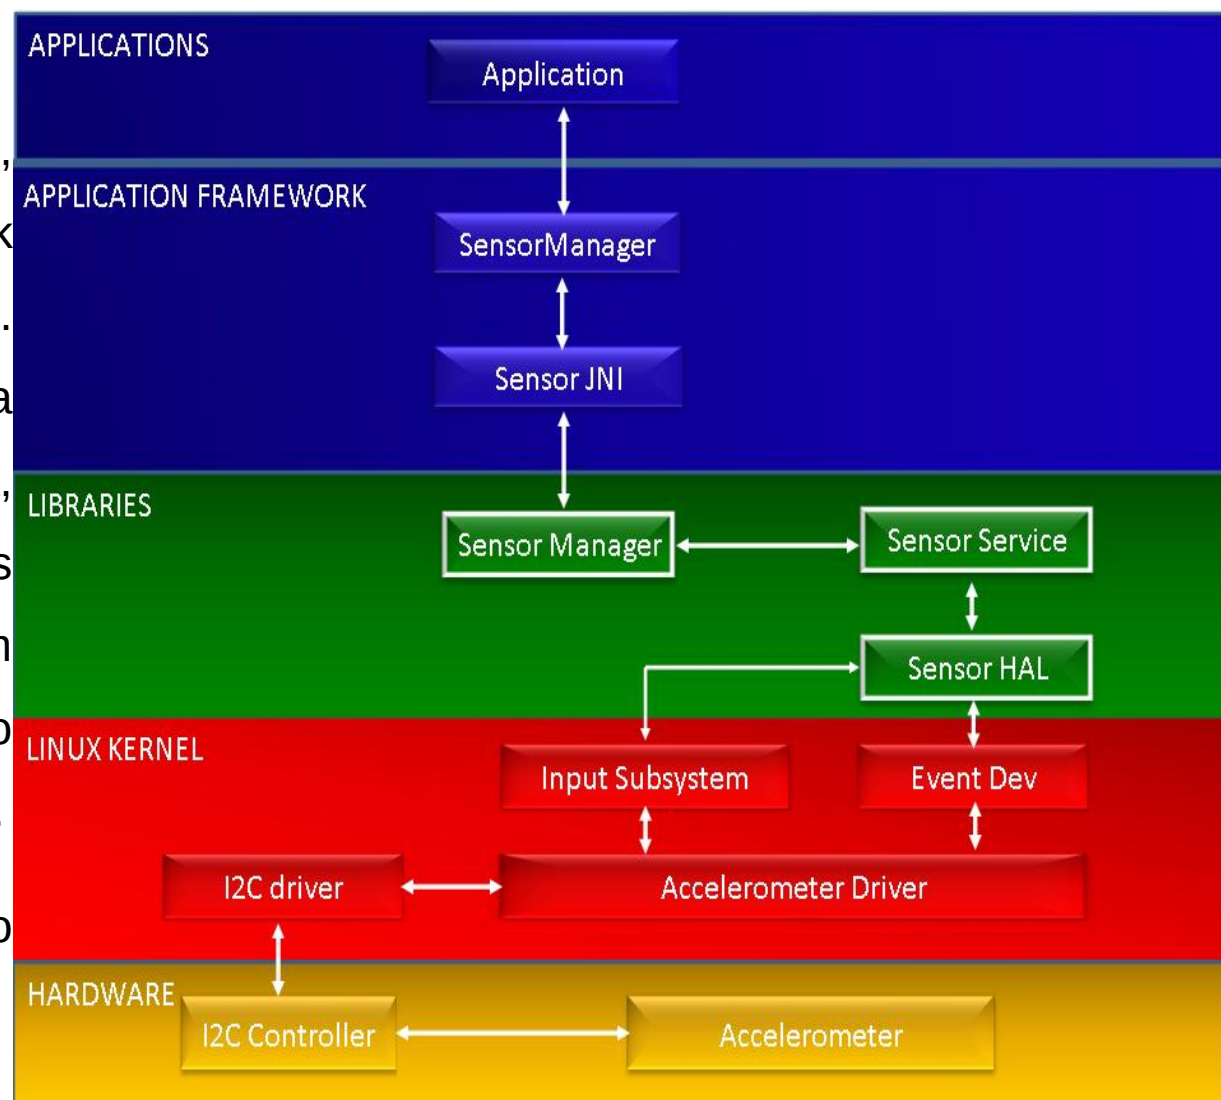 APPLICATIONS
Application
APPLICATION FRAMEWORK
SensorManager
Sensor JNI
LIBRARIES
Sensor Manager
Sensor Service
Sensor HAL
LINUX KERNEL
Input Subsystem
Event Dev
I2C driver
Accelerometer Driver
HARDWARE
I2C Controller
Accelerometer